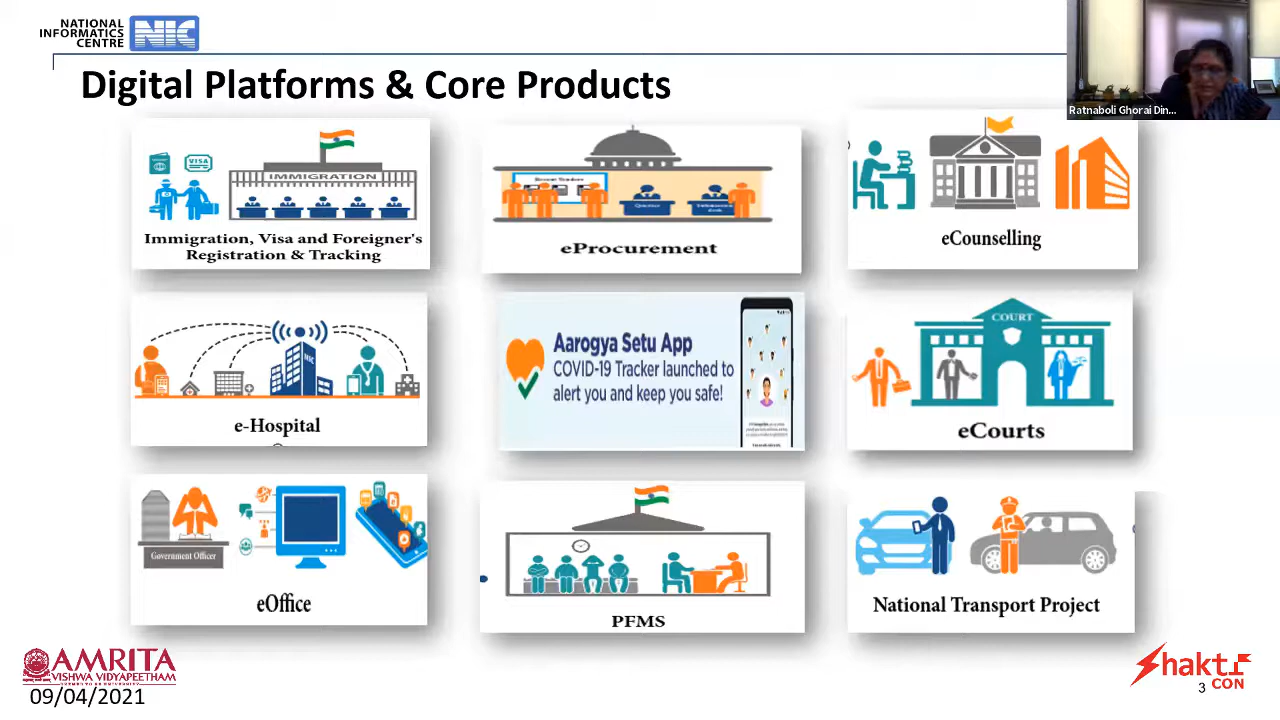 NATIONAL
INFORMATICS
CENTRE
NIC
Digital Platforms & Core Products
Ratnaboli Ghorai Din...
VISA
IMMIGRATION
Immigration, Visa and Foreigner's
Registration & Tracking
eProcurement
eCounselling
NIC
e-Hospital
Aarogya Setu App
COVID-19 Tracker launched to
alert you and keep you safe!
COURT
eCourts
Government Officer
eOffice
PFMS
National Transport Project
AMRITA
VISHWA VIDYAPEETHAM
09/04/2021
Shakti
CON
3